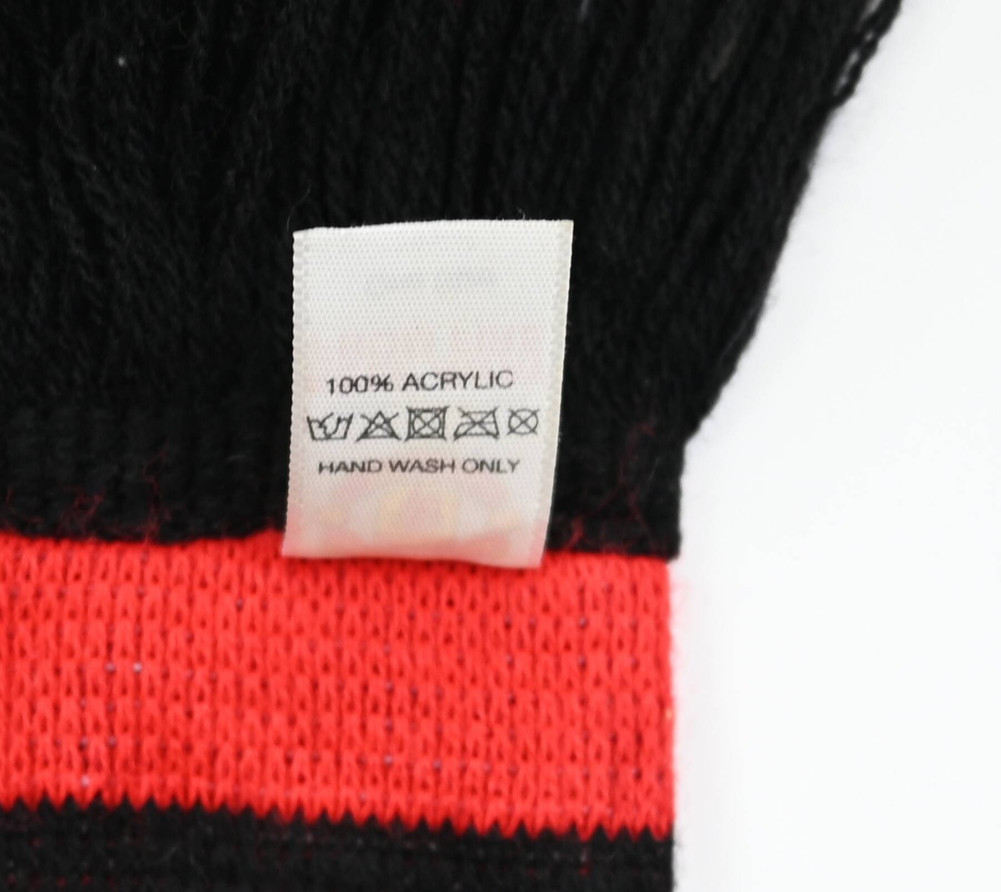 100% ACRYLIC
HAND WASH ONLY